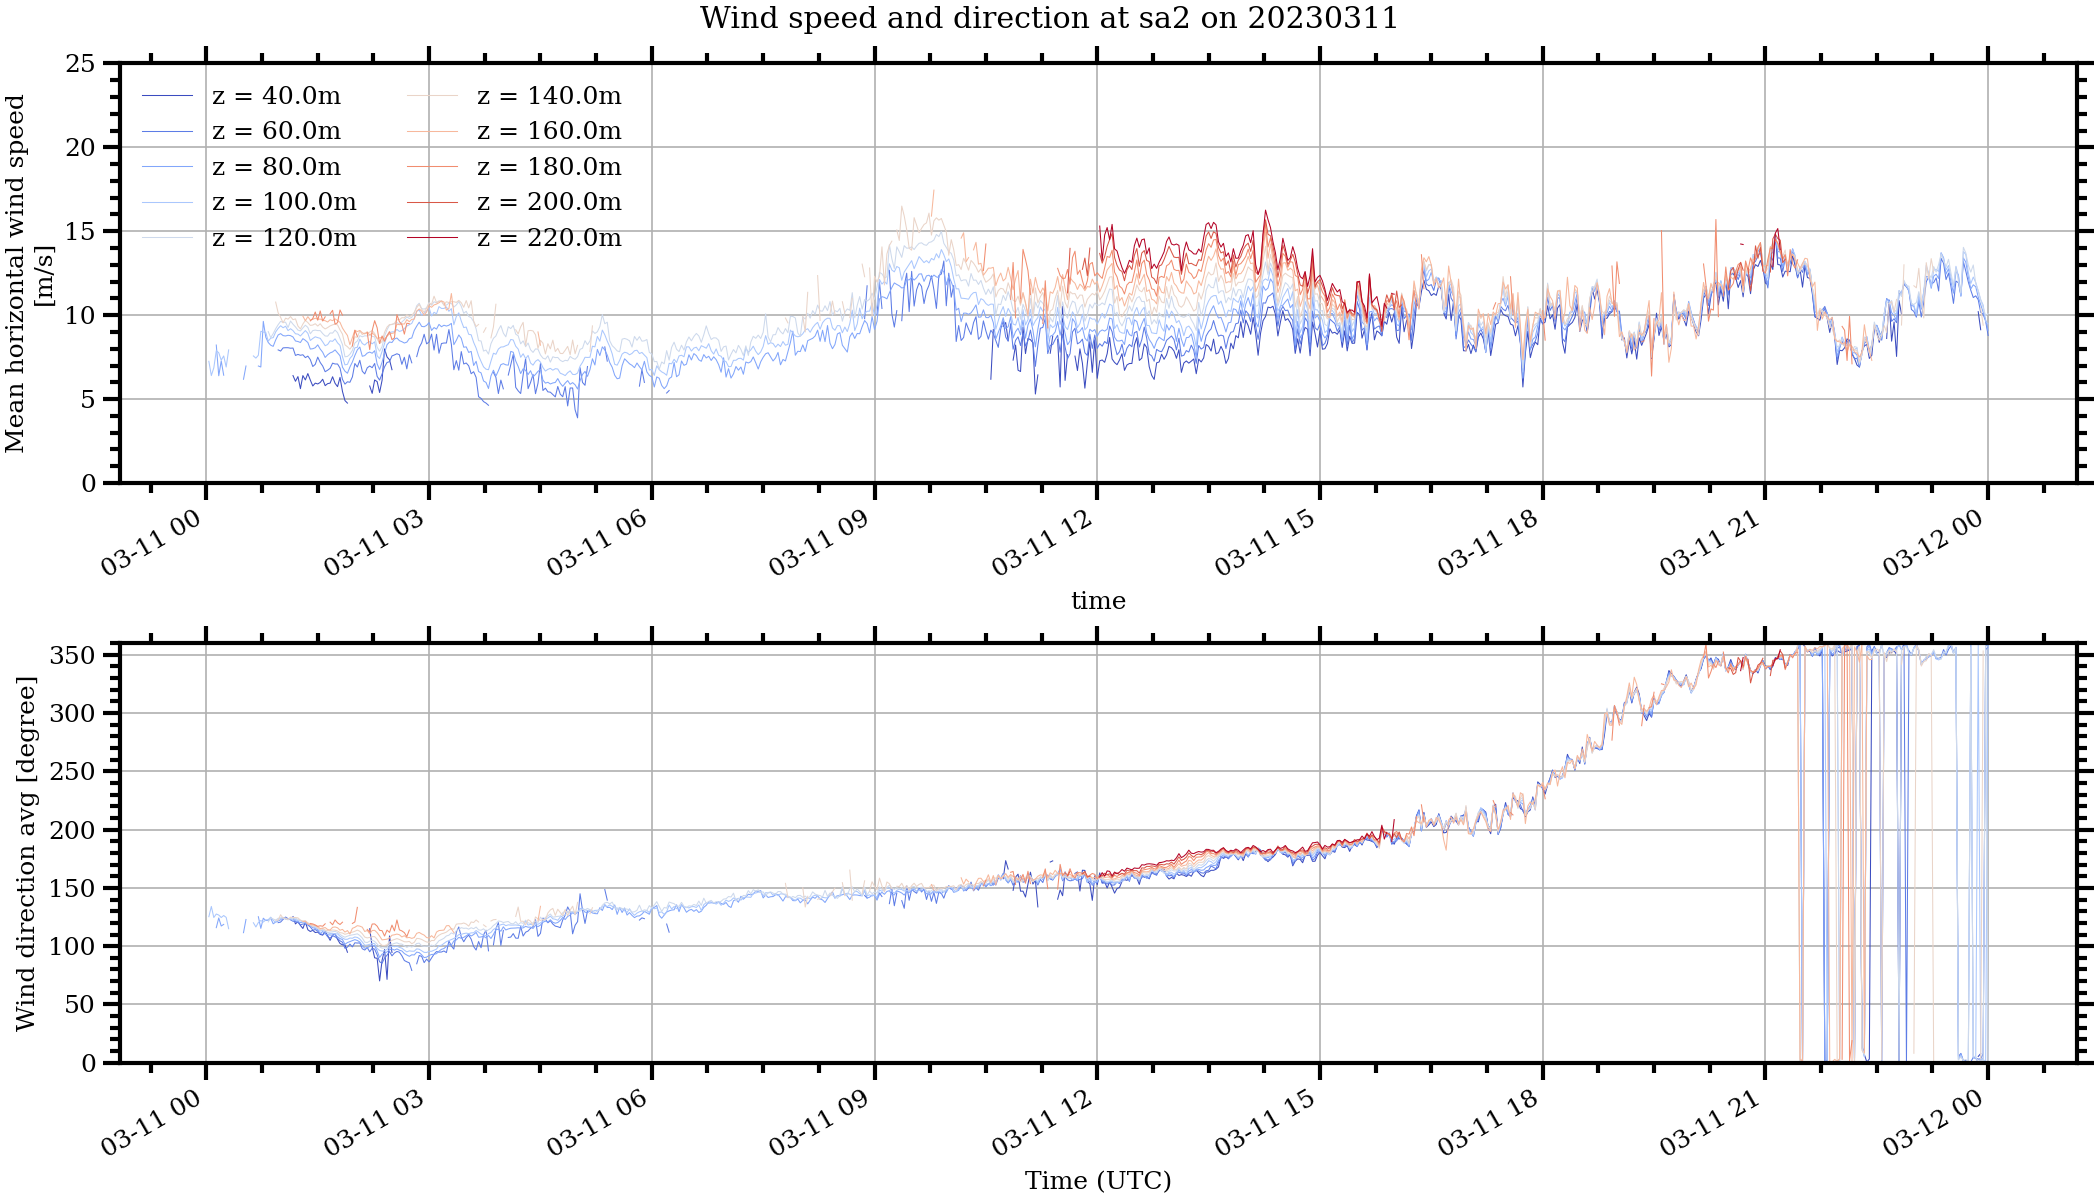 Wind speed and direction at sa2 on 20230311
Mean horizontal wind speed
[m/s]
25
20
15
10
5
0
z = 40.0m
z = 60.0m
z = 80.0m
z = 100.0m
z = 120.0m
z = 140.0m
z = 160.0m
z = 180.0m
z = 200.0m
z = 220.0m
03-11 00
03-11 03
03-11 06
03-11 09
03-11 12
03-11 15
03-11 18
03-11 21
03-12 00
time
Wind direction avg [degree]
350
300
250
200
150
100
50
0
03-11 00
03-11 03
03-11 06
03-11 09
03-11 12
03-11 15
03-11 18
03-11 21
03-12 00
Time (UTC)